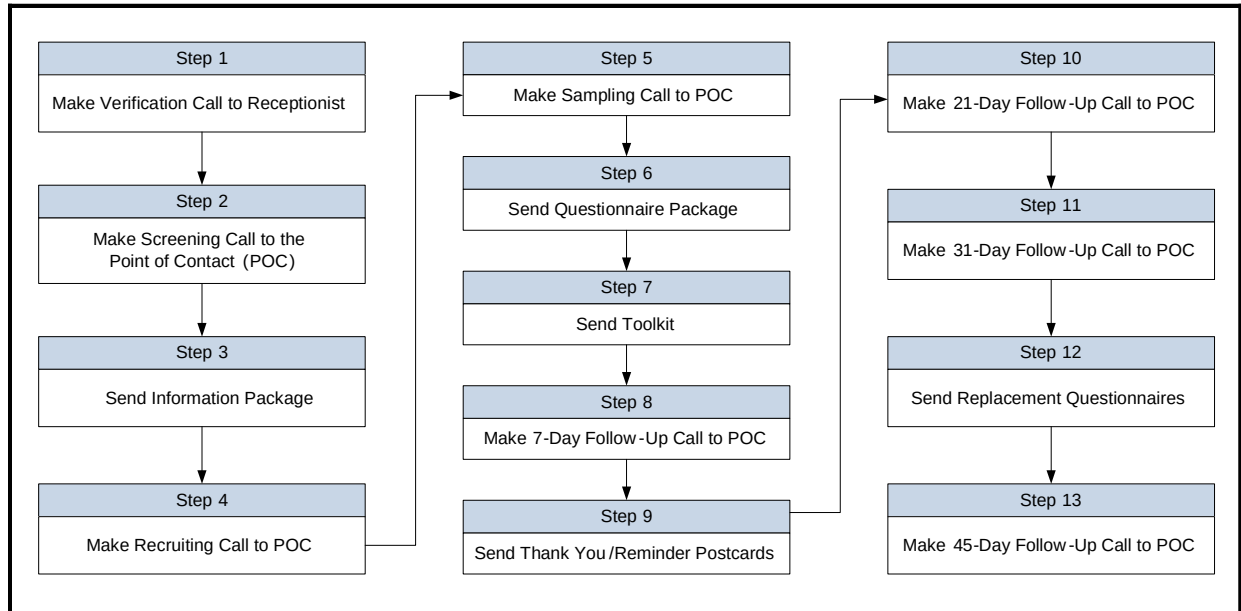 Step 1
Make Verification Call to Receptionist
Step 2
Make Screening Call to the
Point of Contact (POC)
Step 3
Send Information Package
Step 4
Make Recruiting Call to POC
Step 5
Make Sampling Call to POC
Step 6
Send Questionnaire Package
Step 7
Send Toolkit
Step 8
Make 7-Day Follow-Up Call to POC
Step 9
Send Thank You/Reminder Postcards
Step 10
Make 21-Day Follow-Up Call to POC
Step 11
Make 31-Day Follow-Up Call to POC
Step 12
Send Replacement Questionnaires
Step 13
Make 45-Day Follow-Up Call to POC